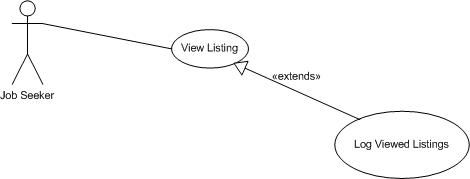 View Listing
«extends»
Job Seeker
Log Viewed Listings